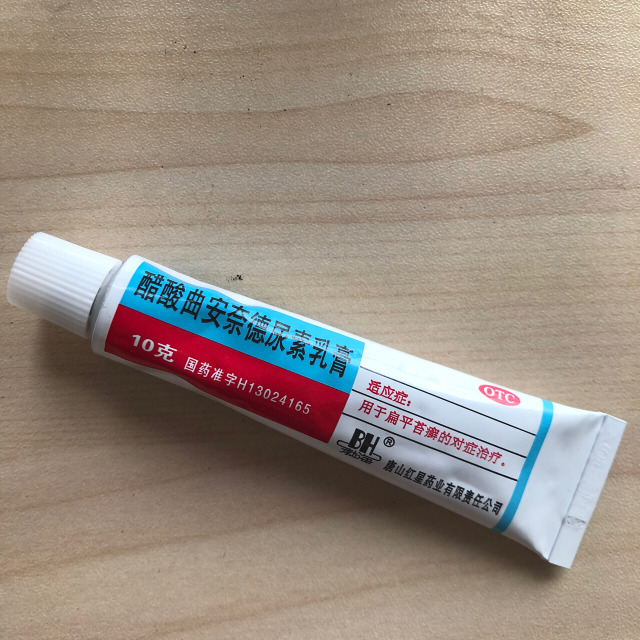 醋酸曲安奈德尿素乳膏
10克 国药准字H13024165
适应症:
用于扁平苔癣的对症治疗。
OTC
BH®
唐山红星药业有限责任公司